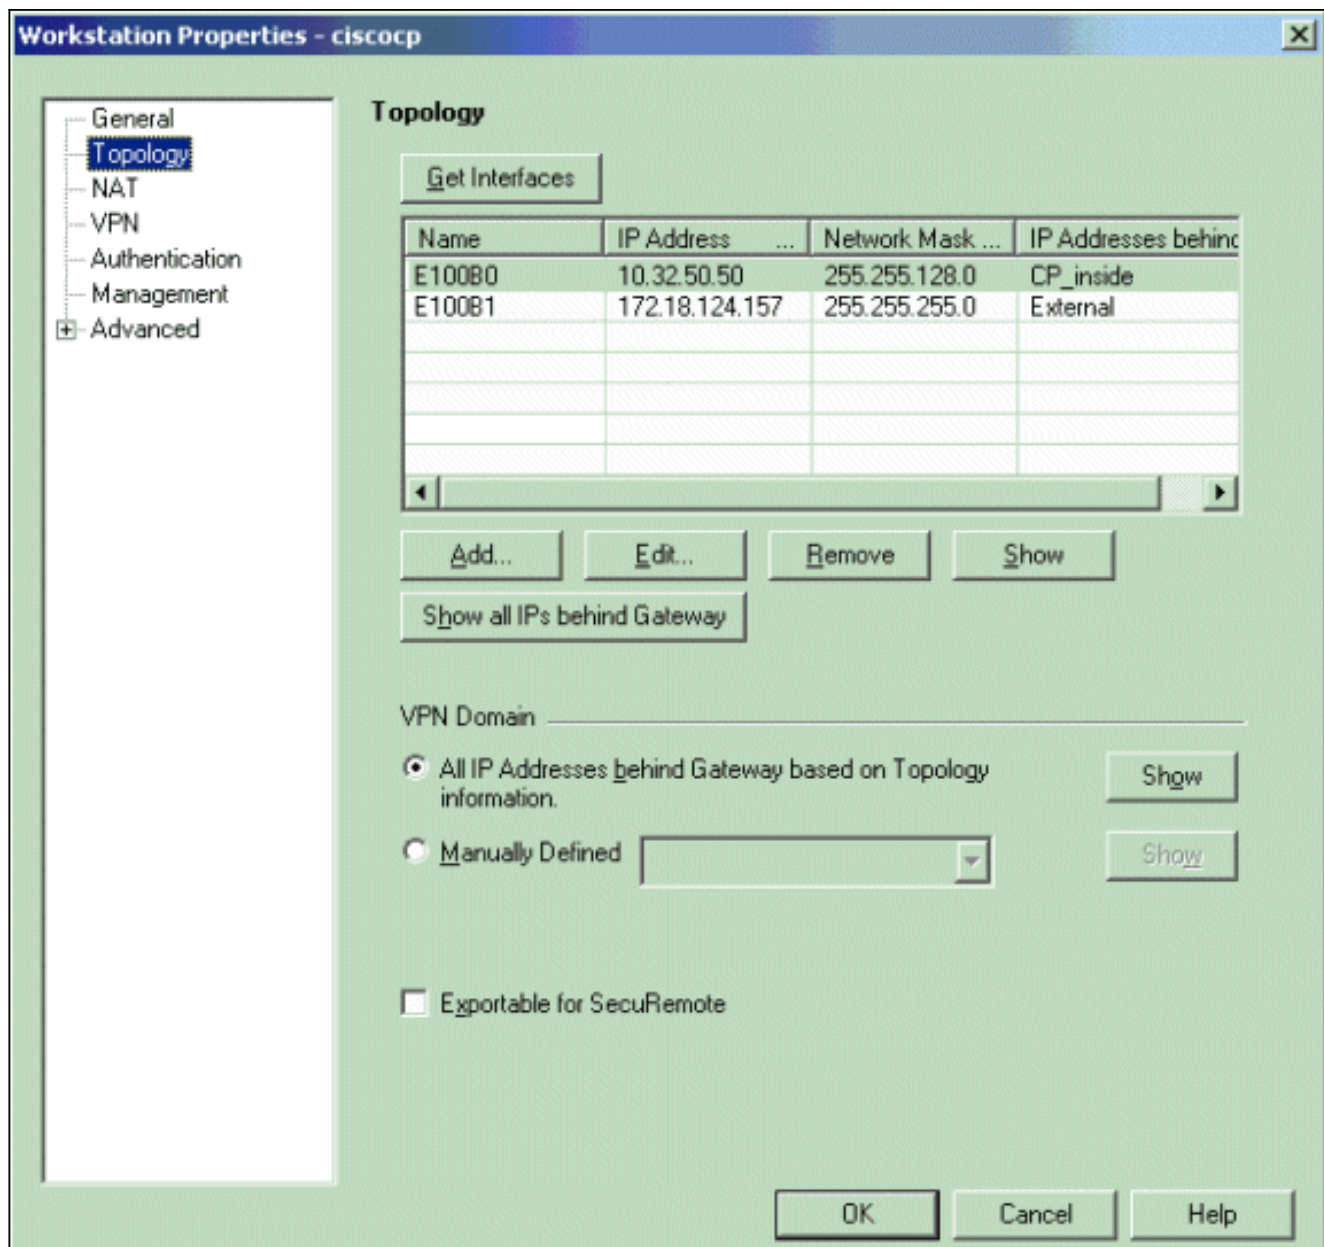 Workstation Properties - ciscocp
General
Topology
NAT
VPN
Authentication
Management
Advanced
Topology
Get Interfaces
Name IP Address ... Network Mask ... IP Addresses behind
E100B0 10.32.50.50 255.255.128.0 CP_inside
E100B1 172.18.124.157 255.255.255.0 External
Add... Edit... Remove Show
Show all IPs behind Gateway
VPN Domain
All IP Addresses behind Gateway based on Topology
information.
Show
Manually Defined
Show
Exportable for SecuRemote
OK Cancel Help